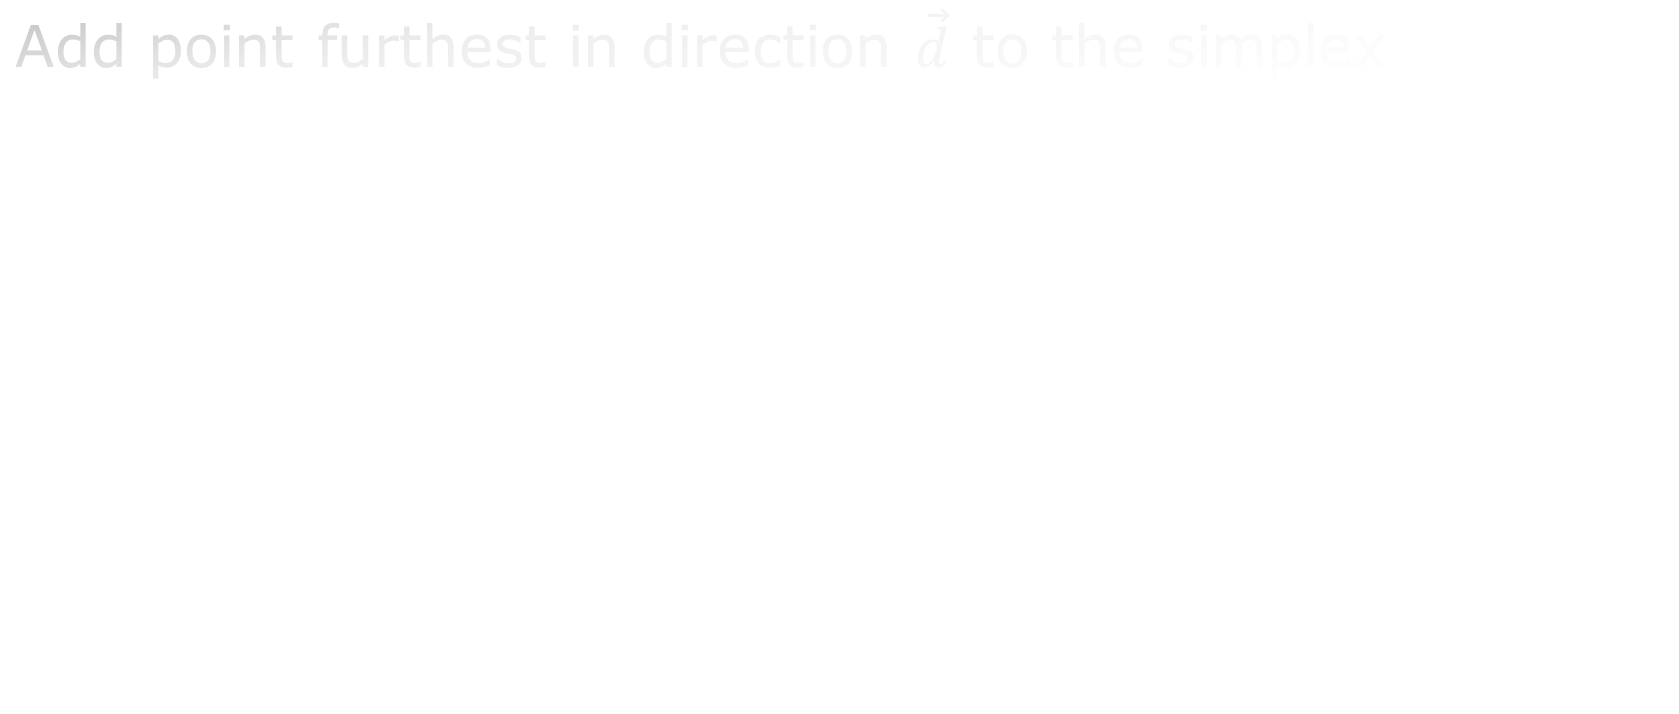 Add point furthest in direction d⃗ to the simplex